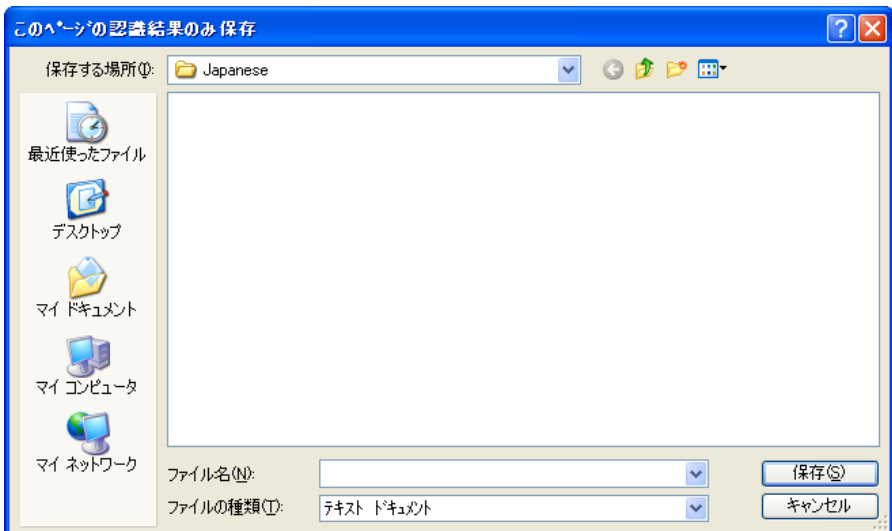 このﾍﾟｰｼﾞの認識結果のみ保存
保存する場所(I):
Japanese
最近使ったファイル
デスクトップ
マイ ドキュメント
マイ コンピュータ
マイ ネットワーク
ファイル名(N):
保存(S)
ファイルの種類(T):
ﾃｷｽﾄ ﾄﾞｷｭﾒﾝﾄ
キャンセル